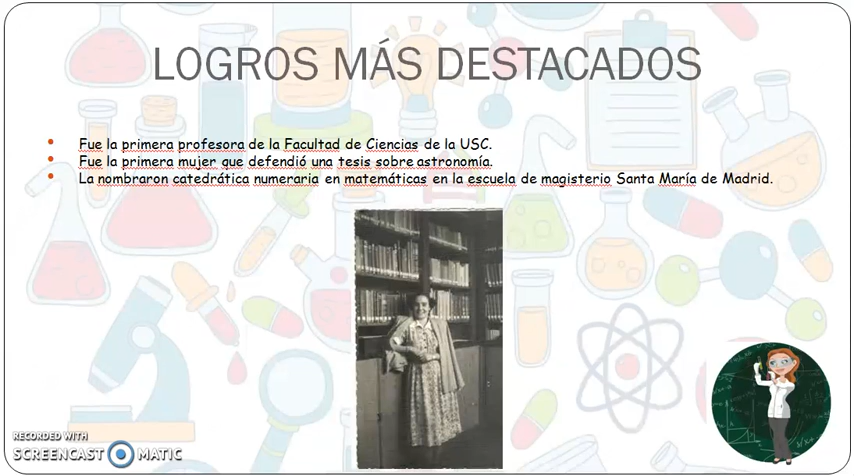 LOGROS MÁS DESTACADOS
• Fue la primera profesora de la Facultad de Ciencias de la USC.
• Fue la primera mujer que defendió una tesis sobre astronomía.
• La nombraron catedrática numeraria en matemáticas en la escuela de magisterio Santa María de Madrid.
RECORDED WITH
SCREENCAST MATIC